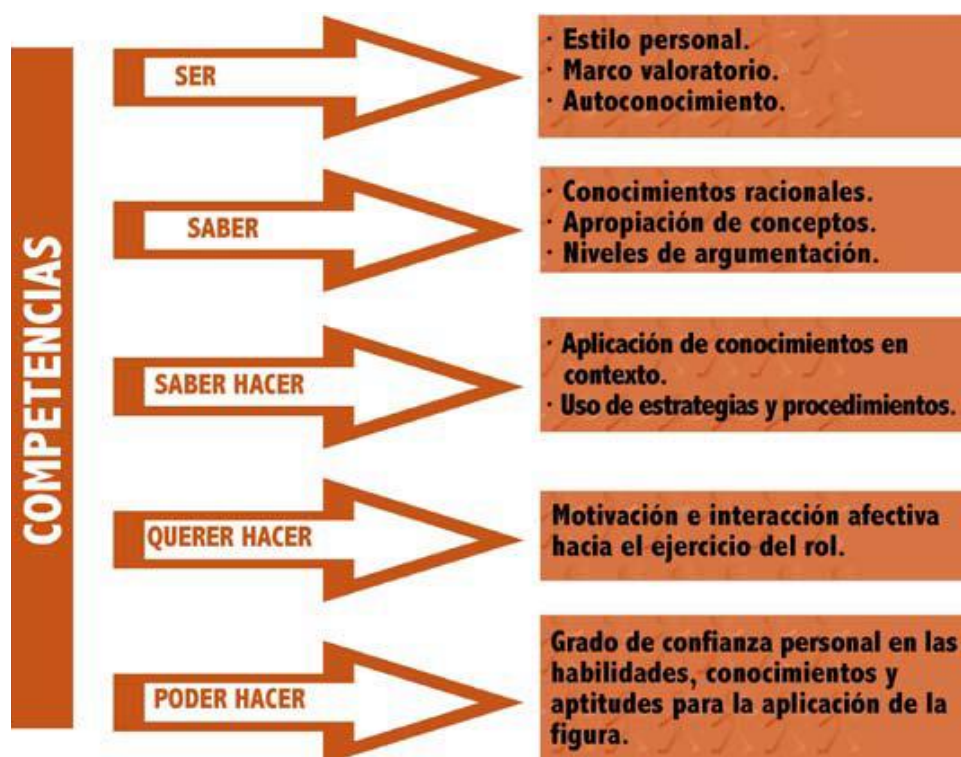 COMPETENCIAS
SER
· Estilo personal.
· Marco valoratorio.
· Autoconocimiento.
SABER
· Conocimientos racionales.
· Apropiación de conceptos.
· Niveles de argumentación.
SABER HACER
· Aplicación de conocimientos en
contexto.
· Uso de estrategias y procedimientos.
QUERER HACER
Motivación e interacción afectiva
hacia el ejercicio del rol.
PODER HACER
Grado de confianza personal en las
habilidades, conocimientos y
aptitudes para la aplicación de la
figura.